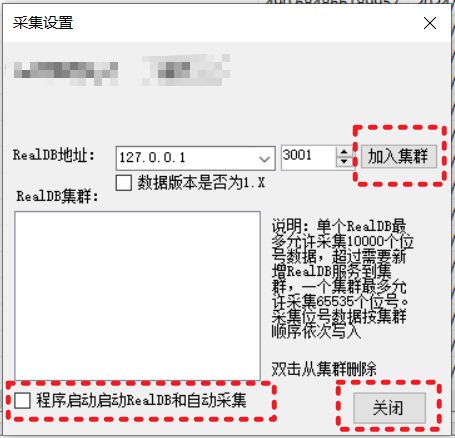 采集设置
RealDB地址：
127.0.0.1
3001
加入集群
数据版本是否为1.X
RealDB集群：
说明：单个RealDB最
多允许采集10000个位
号数据，超过需要新
增RealDB服务到集
群，一个集群最多允
许采集65535个位号。
采集位号数据按集群
顺序依次写入
双击从集群删除
程序启动启动RealDB和自动采集
关闭